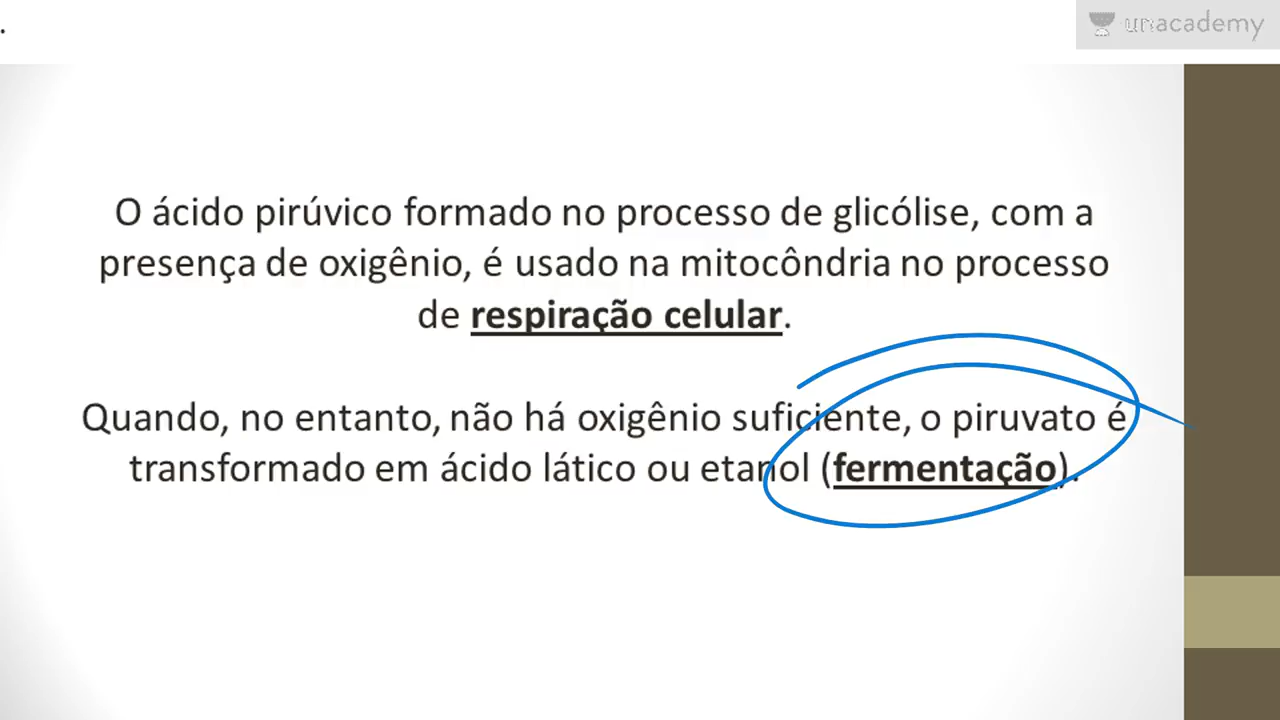 .
unacademy
O ácido pirúvico formado no processo de glicólise, com a
presença de oxigênio, é usado na mitocôndria no processo
de respiração celular.
Quando, no entanto, não há oxigênio suficiente, o piruvato é
transformado em ácido lático ou etanol (fermentação).